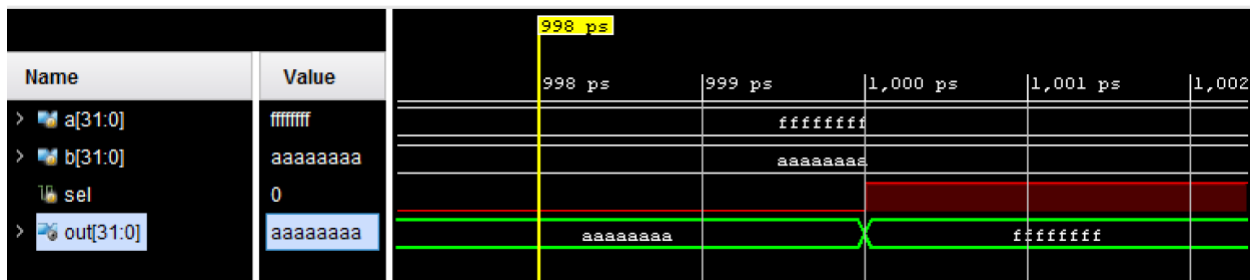 998 ps
Name Value
998 ps 999 ps 1,000 ps 1,001 ps 1,002
a[31:0] ffffffff ffffffff
b[31:0] aaaaaaaa aaaaaaaa
sel 0
out[31:0] aaaaaaaa aaaaaaaa ffffffff